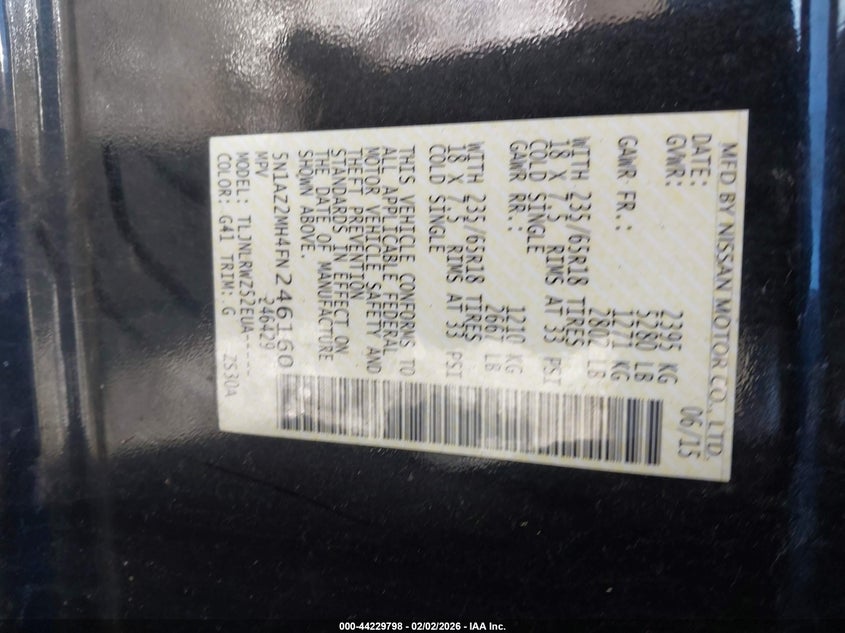 MFD BY NISSAN MOTOR CO., LTD.
DATE: 06/15
GVWR: 2395 KG
5280 LB
GAWR FR.: 1271 KG
2802 LB
WITH 235/65R18 TIRES
18 X 7.5 RIMS AT 33 PSI
COLD SINGLE
GAWR RR.: 1210 KG
2667 LB
WITH 235/65R18 TIRES
18 X 7.5 RIMS AT 33 PSI
COLD SINGLE
THIS VEHICLE CONFORMS TO
ALL APPLICABLE FEDERAL
MOTOR VEHICLE SAFETY AND
THEFT PREVENTION
STANDARDS IN EFFECT ON
THE DATE OF MANUFACTURE
SHOWN ABOVE.
5N1AZ2MH4FN246160
MPV 246429
MODEL: TLJNLRWZ52EUA-----
COLOR: G41 TRIM: G ZS30A
000-44229798 - 02/02/2026 - IAA Inc.